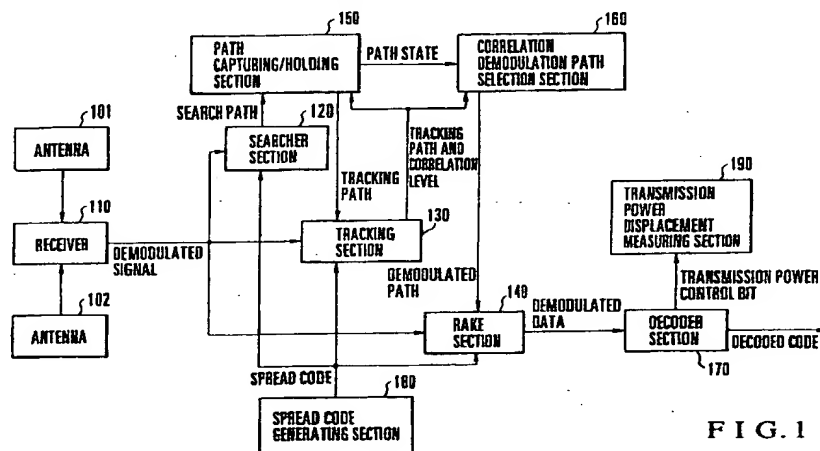 150
PATH
CAPTURING/HOLDING
SECTION
PATH STATE
160
CORRELATION
DEMODULATION PATH
SELECTION SECTION
SEARCH PATH
120
SEARCHER
SECTION
101
ANTENNA
TRACKING
PATH AND
CORRELATION
LEVEL
TRACKING
PATH
190
TRANSMISSION
POWER
DISPLACEMENT
MEASURING SECTION
110
RECEIVER
DEMODULATED
SIGNAL
130
TRACKING
SECTION
DEMODULATED
PATH
TRANSMISSION POWER
CONTROL BIT
102
ANTENNA
140
RAKE
SECTION
DEMODULATED
DATA
DECODER
SECTION
170
DECODED CODE
SPREAD CODE
180
SPREAD CODE
GENERATING SECTION
FIG.1